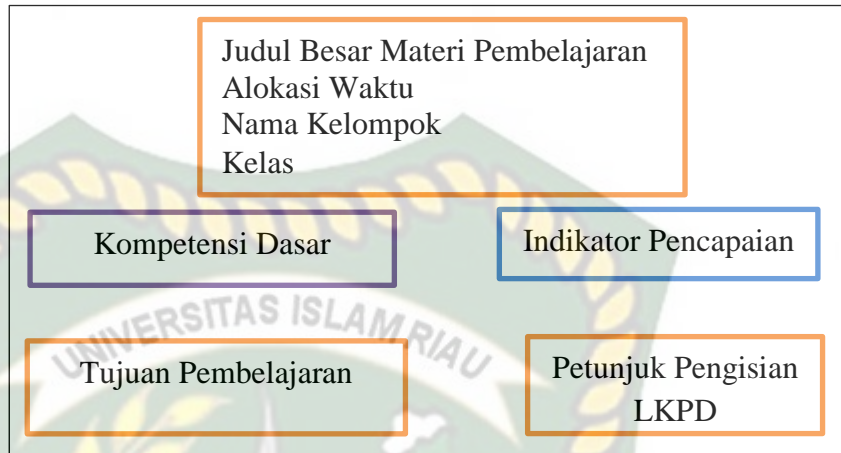 Judul Besar Materi Pembelajaran
Alokasi Waktu
Nama Kelompok
Kelas
Kompetensi Dasar
Indikator Pencapaian
UNIVERSITAS ISLAM RIAU
Tujuan Pembelajaran
Petunjuk Pengisian
LKPD